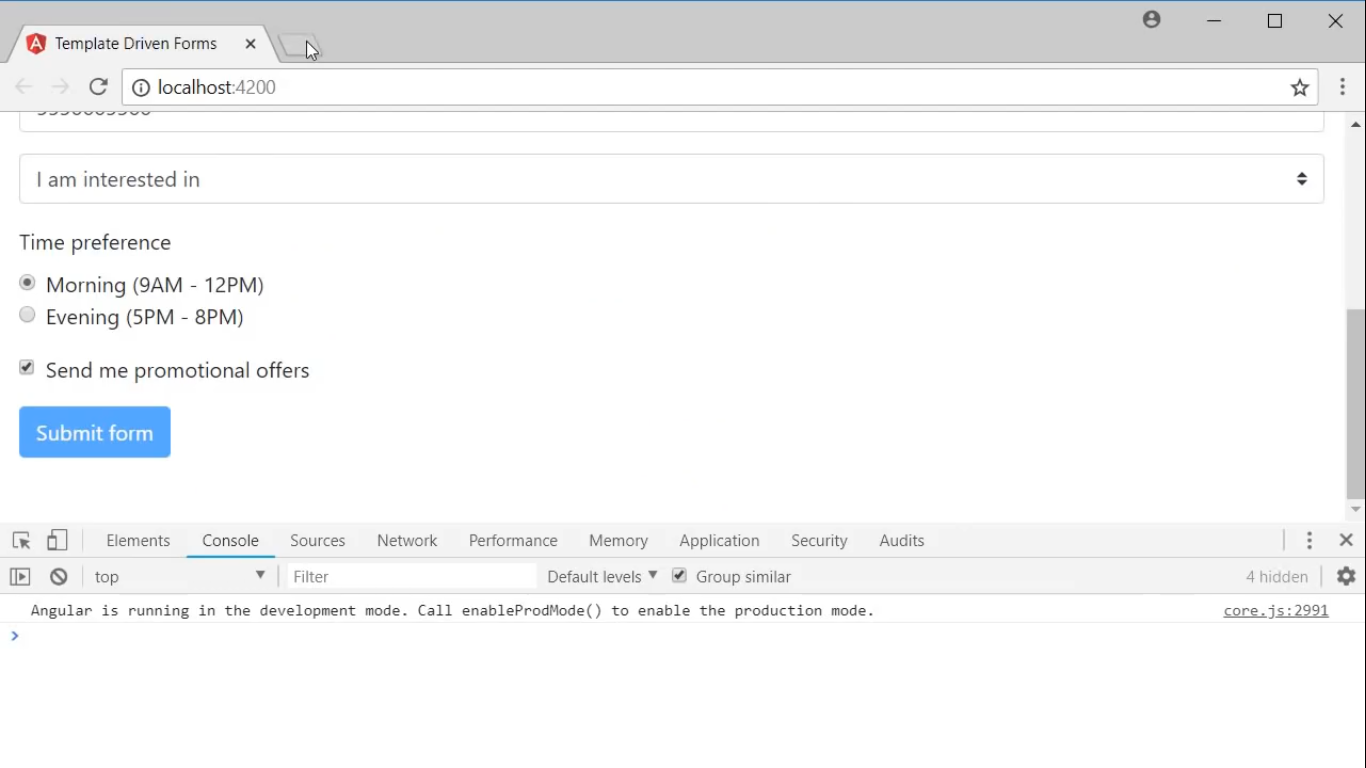 Template Driven Forms
localhost:4200
I am interested in
Time preference
Morning (9AM - 12PM)
Evening (5PM - 8PM)
Send me promotional offers
Submit form
Elements Console Sources Network Performance Memory Application Security Audits
top Filter Default levels Group similar 4 hidden
Angular is running in the development mode. Call enableProdMode() to enable the production mode. core.js:2991